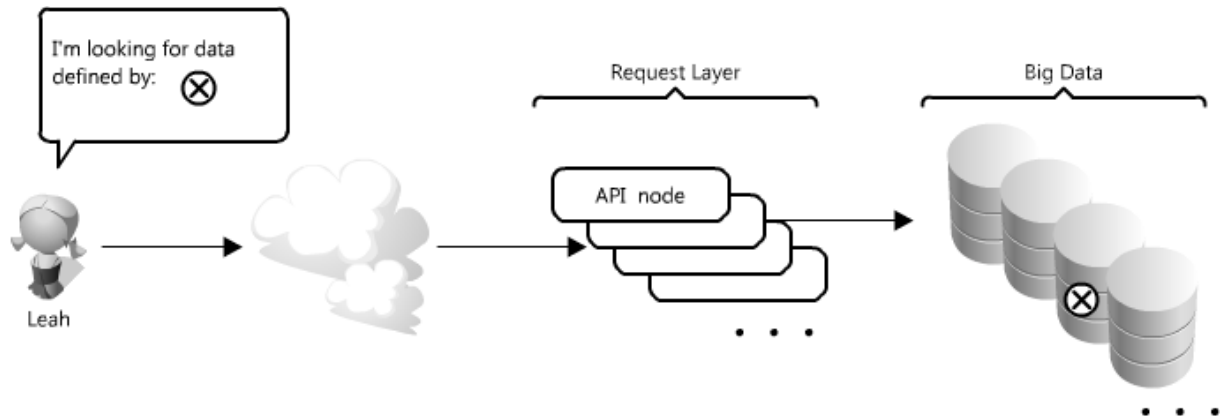 I'm looking for data
defined by:
Request Layer
Big Data
API node
Leah
. . .
. . .